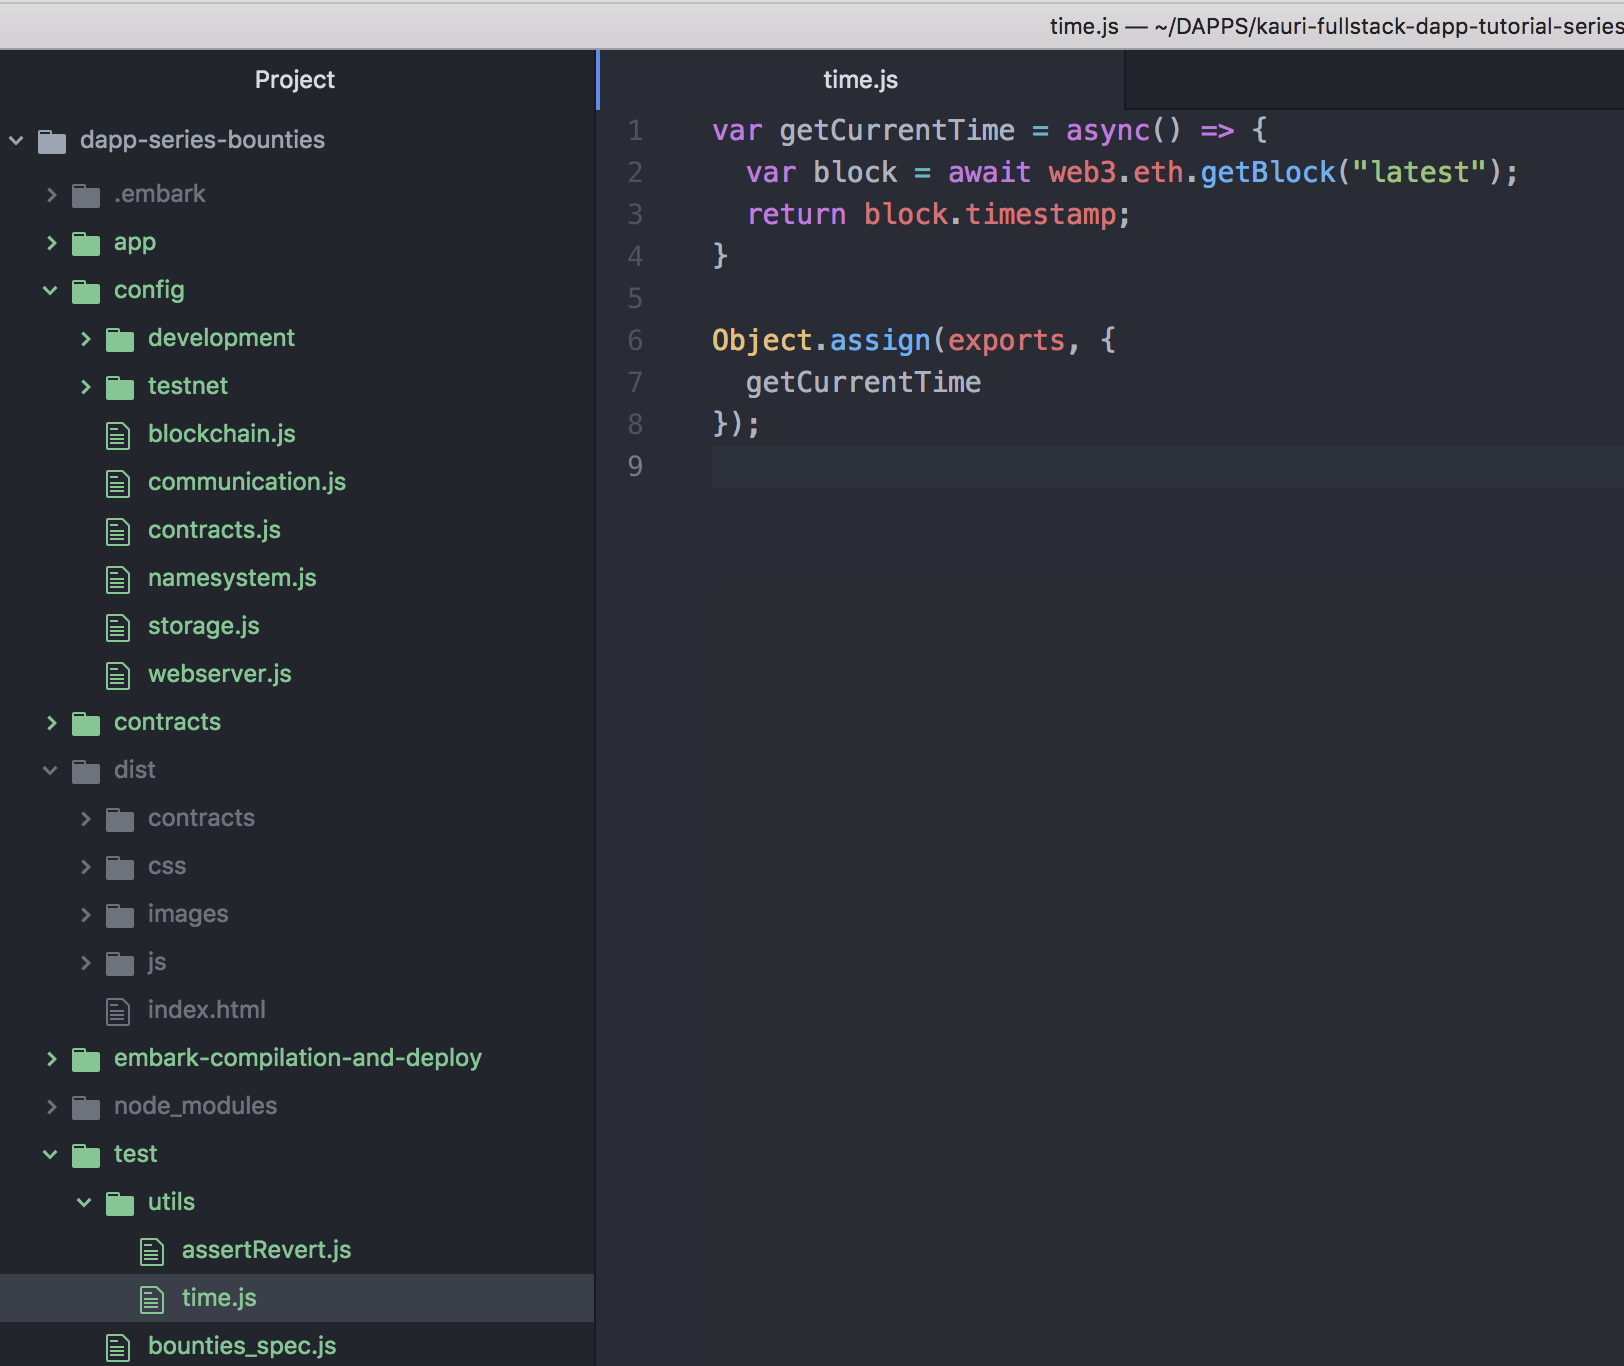 time.js — ~/DAPPS/kauri-fullstack-dapp-tutorial-series
Project
dapp-series-bounties
.embark
app
config
development
testnet
blockchain.js
communication.js
contracts.js
namesystem.js
storage.js
webserver.js
contracts
dist
contracts
css
images
js
index.html
embark-compilation-and-deploy
node_modules
test
utils
assertRevert.js
time.js
bounties_spec.js
time.js
1 var getCurrentTime = async() => {
2   var block = await web3.eth.getBlock("latest");
3   return block.timestamp;
4 }
5
6 Object.assign(exports, {
7   getCurrentTime
8 });
9